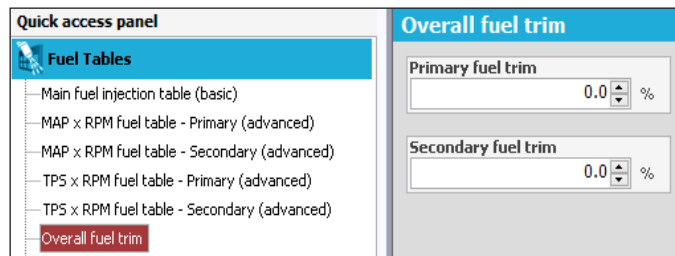 Quick access panel
Fuel Tables
Main fuel injection table (basic)
MAP x RPM fuel table - Primary (advanced)
MAP x RPM fuel table - Secondary (advanced)
TPS x RPM fuel table - Primary (advanced)
TPS x RPM fuel table - Secondary (advanced)
Overall fuel trim
Overall fuel trim
Primary fuel trim
0.0 %
Secondary fuel trim
0.0 %